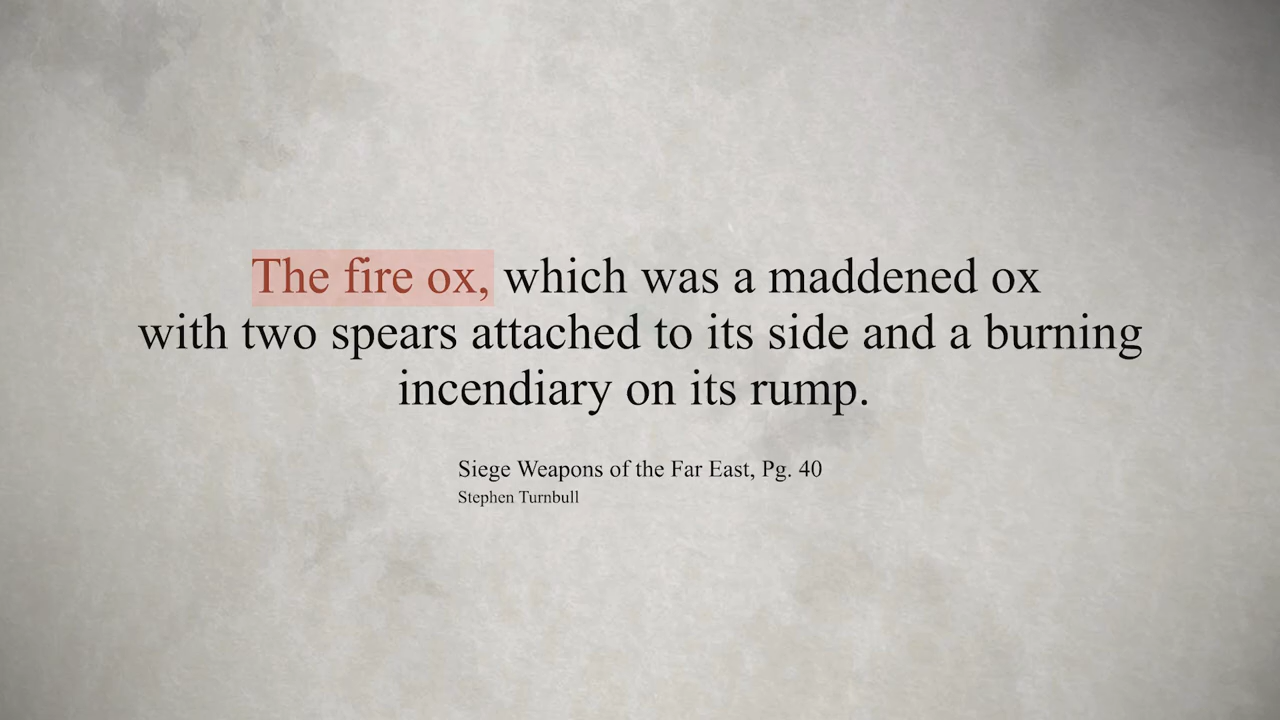 The fire ox, which was a maddened ox
with two spears attached to its side and a burning
incendiary on its rump.
Siege Weapons of the Far East, Pg. 40
Stephen Turnbull